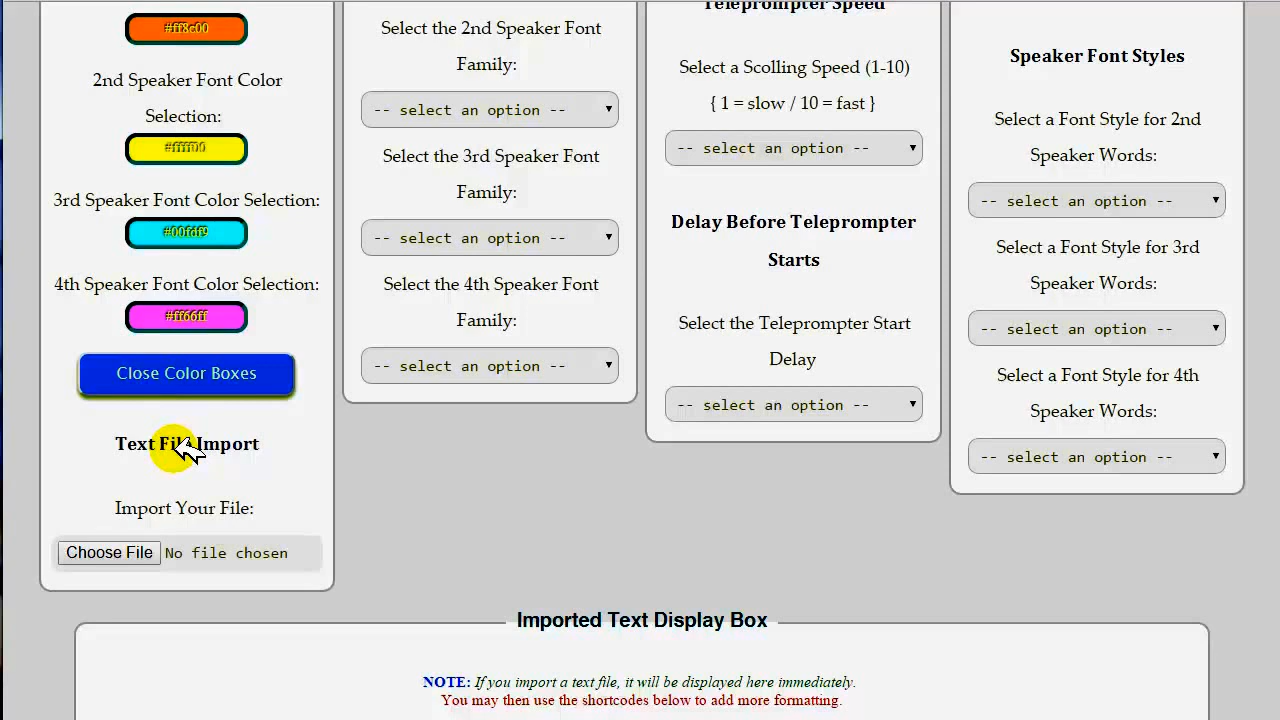 #ff8c00
2nd Speaker Font Color
Selection:
#ffff00
3rd Speaker Font Color Selection:
#00fdf9
4th Speaker Font Color Selection:
#ff66ff
Close Color Boxes
Text File Import
Import Your File:
Choose File No file chosen
Select the 2nd Speaker Font
Family:
-- select an option --
Select the 3rd Speaker Font
Family:
-- select an option --
Select the 4th Speaker Font
Family:
-- select an option --
Teleprompter Speed
Select a Scolling Speed (1-10)
{ 1 = slow / 10 = fast }
-- select an option --
Delay Before Teleprompter
Starts
Select the Teleprompter Start
Delay
-- select an option --
Speaker Font Styles
Select a Font Style for 2nd
Speaker Words:
-- select an option --
Select a Font Style for 3rd
Speaker Words:
-- select an option --
Select a Font Style for 4th
Speaker Words:
-- select an option --
Imported Text Display Box
NOTE: If you import a text file, it will be displayed here immediately.
You may then use the shortcodes below to add more formatting.